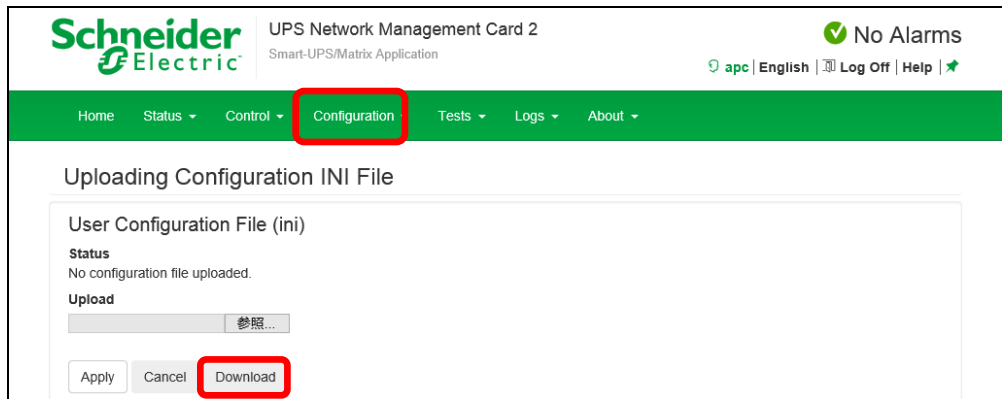 Schneider
Electric
UPS Network Management Card 2
Smart-UPS/Matrix Application
No Alarms
apc | English | Log Off | Help |
Home Status Control Configuration Tests Logs About
Uploading Configuration INI File
User Configuration File (ini)
Status
No configuration file uploaded.
Upload
参照...
Apply Cancel Download